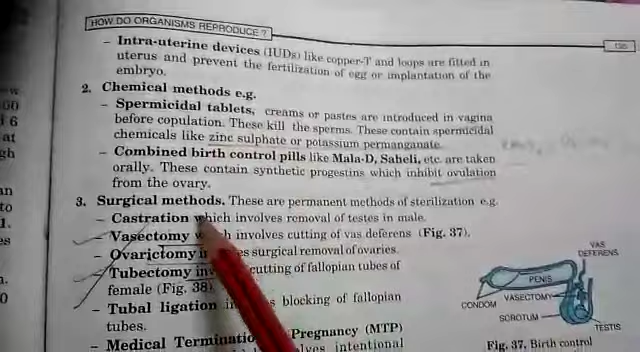 HOW DO ORGANISMS REPRODUCE ?
– Intra-uterine devices (IUDs) like copper-T and loops are fitted in
uterus and prevent the fertilization of egg or implantation of the
embryo.
2. Chemical methods e.g.
– Spermicidal tablets, creams or pastes are introduced in vagina
before copulation. These kill the sperms. These contain spermicidal
chemicals like zinc sulphate or potassium permanganate.
– Combined birth control pills like Mala-D, Saheli, etc. are taken
orally. These contain synthetic progestins which inhibit ovulation
from the ovary.
3. Surgical methods. These are permanent methods of sterilization e.g.
– Castration which involves removal of testes in male.
– Vasectomy which involves cutting of vas deferens (Fig. 37).
– Ovarictomy surgical removal of ovaries.
– Tubectomy cutting of fallopian tubes of
female (Fig. 38)
– Tubal ligation blocking of fallopian
tubes.
– Medical Pregnancy (MTP)
intentional
VAS
DEFERENS
PENIS
CONDOM
VASECTOMY
SCROTUM
TESTIS
Fig. 37. Birth control